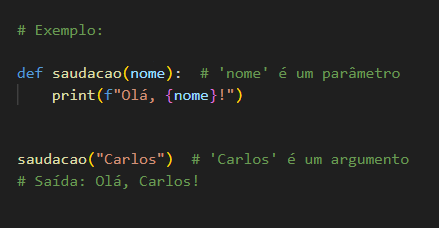 # Exemplo:
def saudacao(nome):  # 'nome' é um parâmetro
    print(f"Olá, {nome}!")
saudacao("Carlos")  # 'Carlos' é um argumento
# Saída: Olá, Carlos!